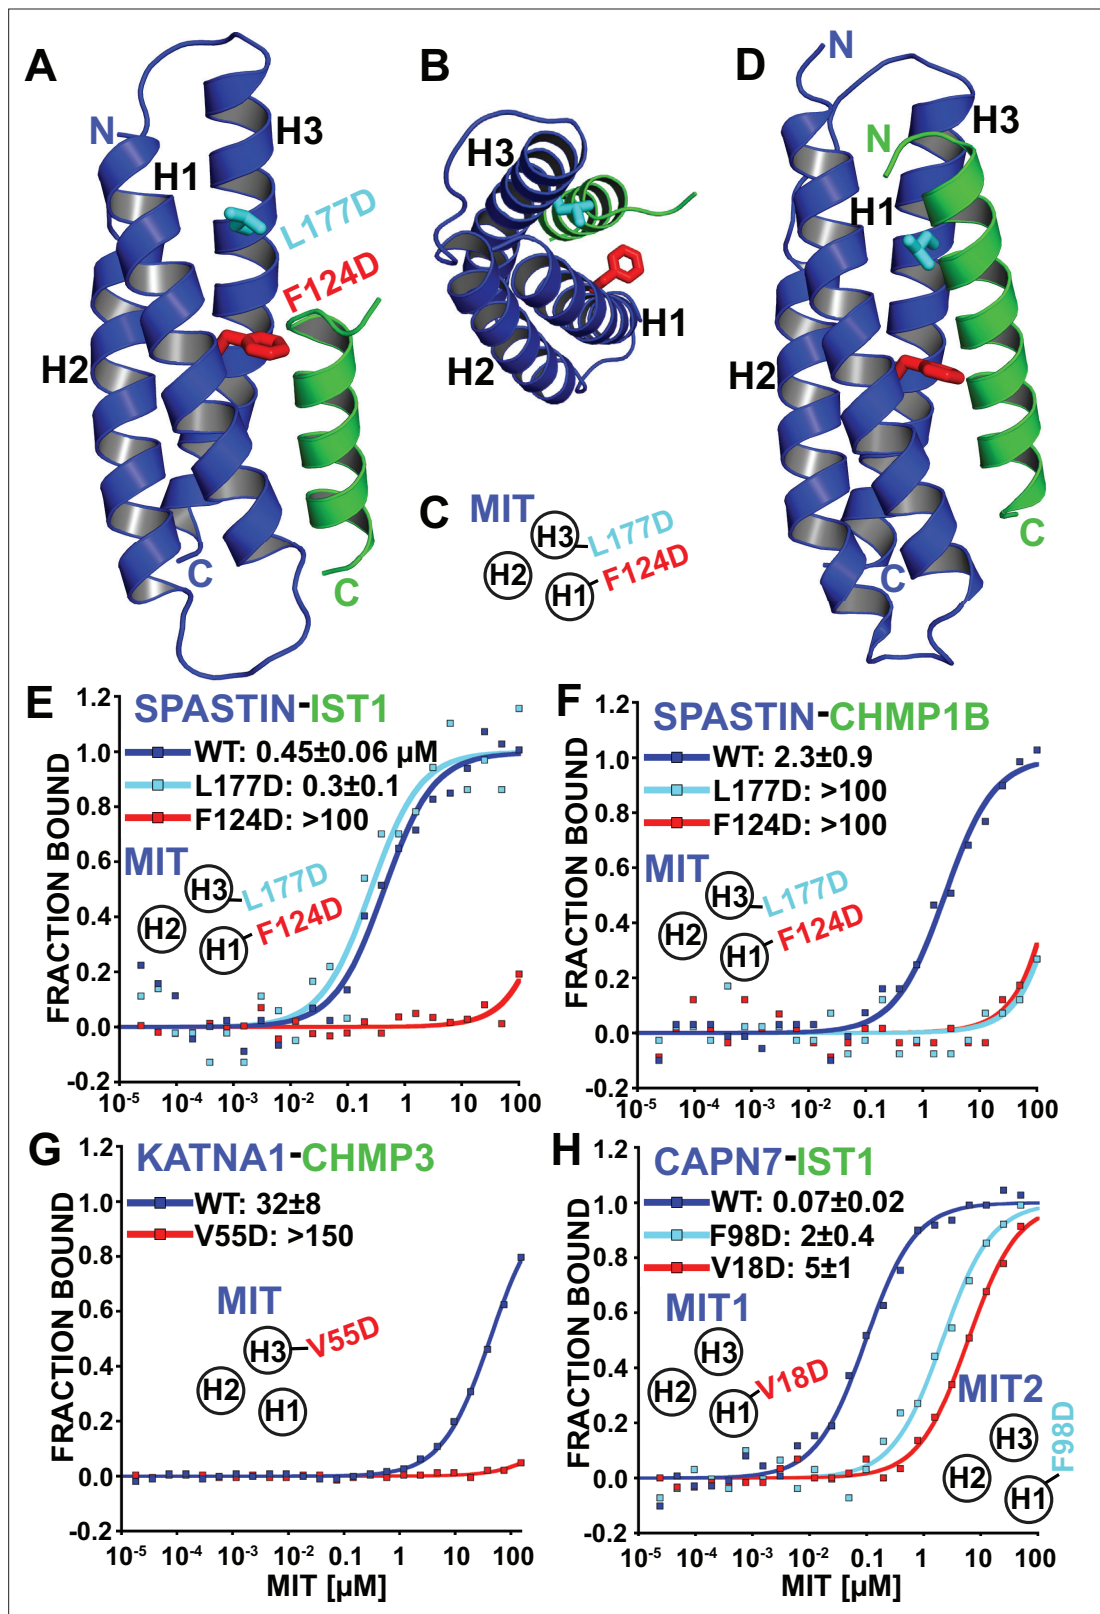 A
N
H1
H3
L177D
F124D
H2
C
C
B
H3
H1
H2
C
MIT
H3
L177D
H2
F124D
H1
D
N
N
H3
H1
H2
C
C
E
SPASTIN-IST1
WT: 0.45±0.06 µM
L177D: 0.3±0.1
F124D: >100
MIT
H3
L177D
H2
F124D
H1
FRACTION BOUND
1.2
1.0
0.8
0.6
0.4
0.2
0.0
-0.2
10-5 10-4 10-3 10-2 0.1 1 10 100
F
SPASTIN-CHMP1B
WT: 2.3±0.9
L177D: >100
F124D: >100
MIT
H3
L177D
H2
F124D
H1
FRACTION BOUND
1.2
1.0
0.8
0.6
0.4
0.2
0.0
-0.2
10-5 10-4 10-3 10-2 0.1 1 10 100
G
KATNA1-CHMP3
WT: 32±8
V55D: >150
MIT
H3
V55D
H2
H1
FRACTION BOUND
1.2
1.0
0.8
0.6
0.4
0.2
0.0
-0.2
10-5 10-4 10-3 10-2 0.1 1 10 100
MIT [µM]
H
CAPN7-IST1
WT: 0.07±0.02
F98D: 2±0.4
V18D: 5±1
MIT1
H3
H2
V18D
H1
MIT2
H3
F98D
H2
H1
FRACTION BOUND
1.2
1.0
0.8
0.6
0.4
0.2
0.0
-0.2
10-5 10-4 10-3 10-2 0.1 1 10 100
MIT [µM]